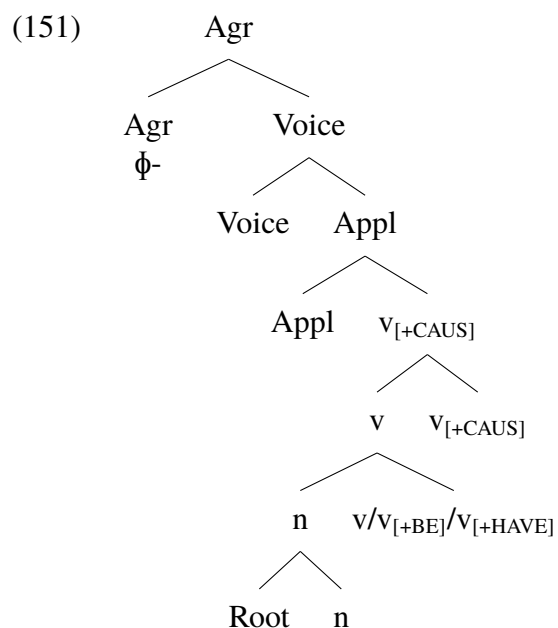 (151) Agr
Agr Voice
ϕ-
Voice Appl
Appl v[+CAUS]
v v[+CAUS]
n v/v[+BE]/v[+HAVE]
Root n